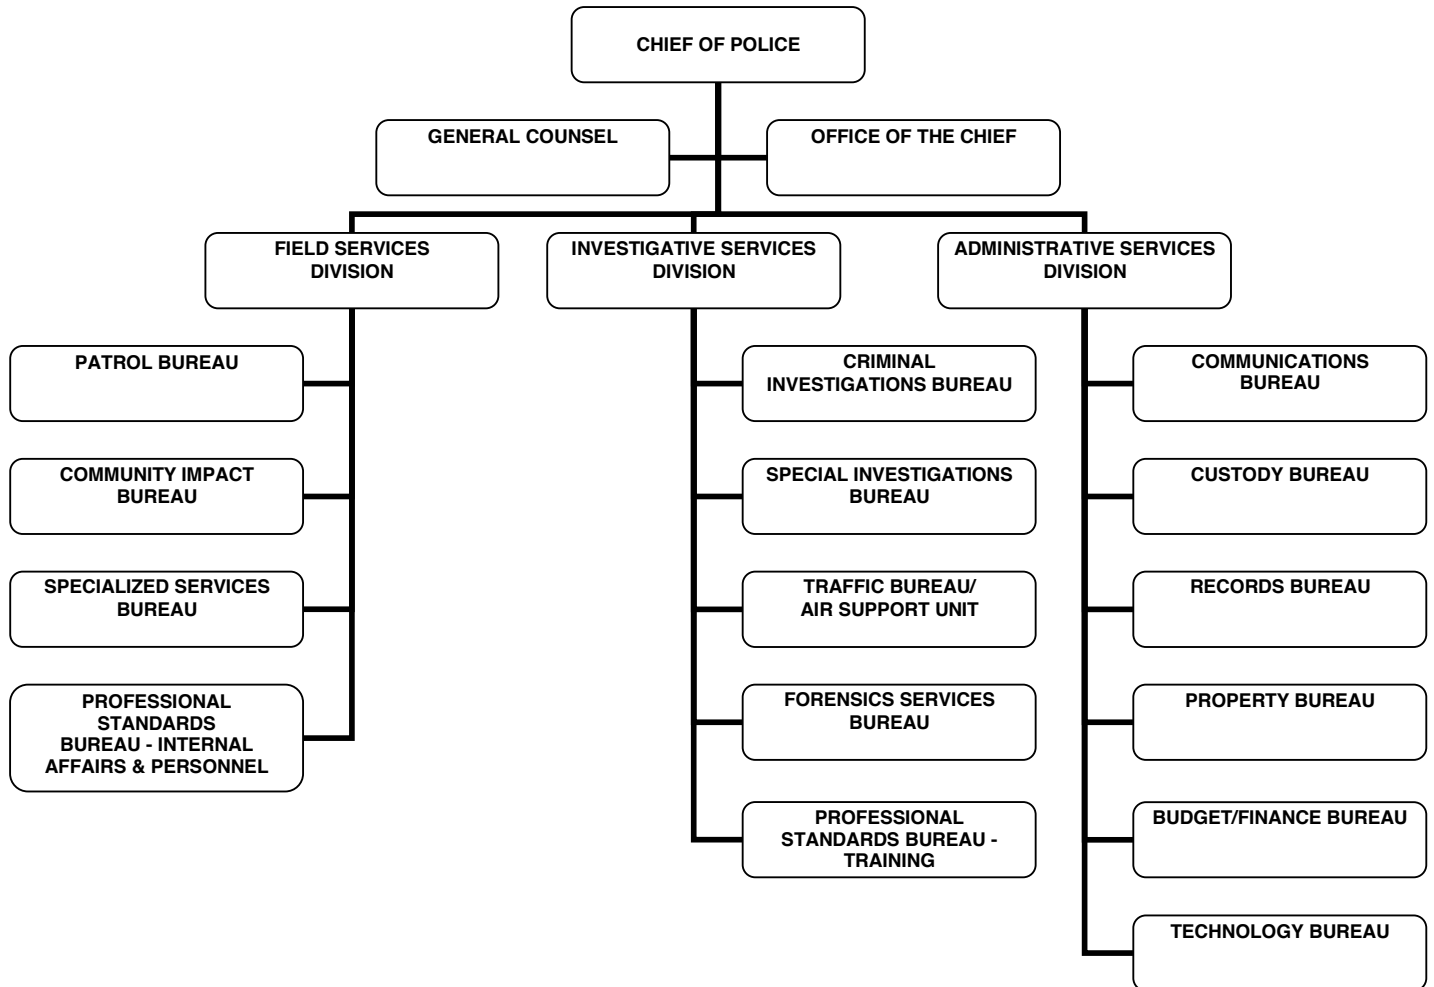 CHIEF OF POLICE
GENERAL COUNSEL
OFFICE OF THE CHIEF
FIELD SERVICES
DIVISION
INVESTIGATIVE SERVICES
DIVISION
ADMINISTRATIVE SERVICES
DIVISION
PATROL BUREAU
COMMUNITY IMPACT
BUREAU
SPECIALIZED SERVICES
BUREAU
PROFESSIONAL
STANDARDS
BUREAU - INTERNAL
AFFAIRS & PERSONNEL
CRIMINAL
INVESTIGATIONS BUREAU
SPECIAL INVESTIGATIONS
BUREAU
TRAFFIC BUREAU/
AIR SUPPORT UNIT
FORENSICS SERVICES
BUREAU
PROFESSIONAL
STANDARDS BUREAU -
TRAINING
COMMUNICATIONS
BUREAU
CUSTODY BUREAU
RECORDS BUREAU
PROPERTY BUREAU
BUDGET/FINANCE BUREAU
TECHNOLOGY BUREAU